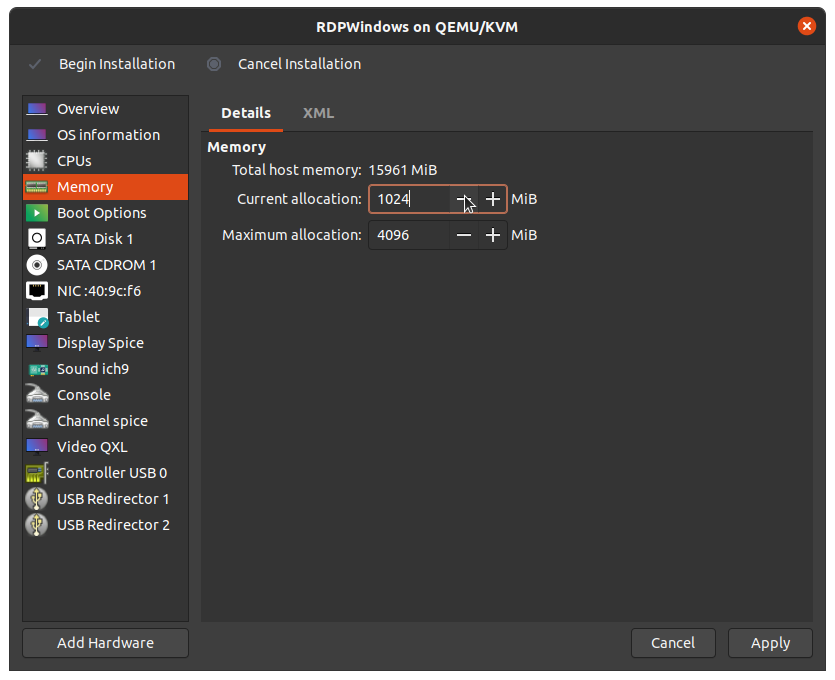 RDPWindows on QEMU/KVM
Begin Installation
Cancel Installation
Overview
OS information
CPUs
Memory
Boot Options
SATA Disk 1
SATA CDROM 1
NIC :40:9c:f6
Tablet
Display Spice
Sound ich9
Console
Channel spice
Video QXL
Controller USB 0
USB Redirector 1
USB Redirector 2
Add Hardware
Details
XML
Memory
Total host memory: 15961 MiB
Current allocation: 1024 MiB
Maximum allocation: 4096 MiB
Cancel
Apply